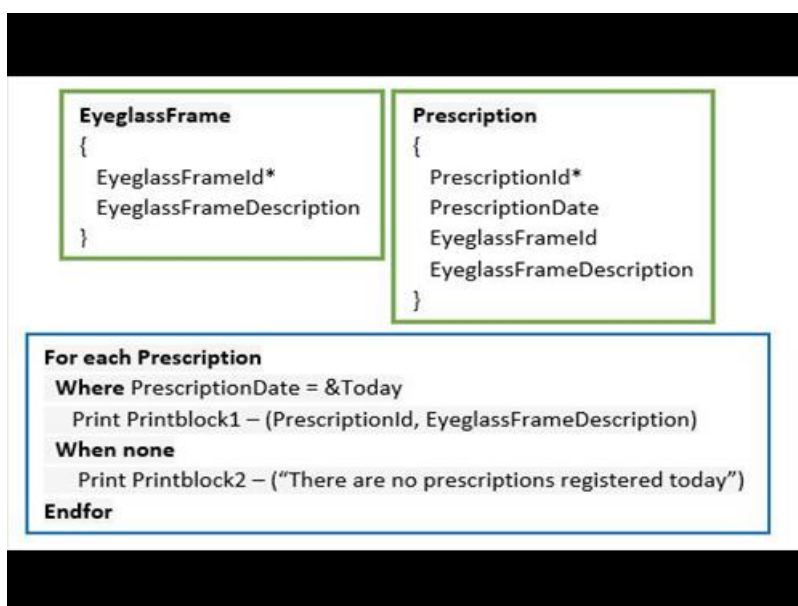 EyeglassFrame
{
EyeglassFrameId*
EyeglassFrameDescription
}
Prescription
{
PrescriptionId*
PrescriptionDate
EyeglassFrameId
EyeglassFrameDescription
}
For each Prescription
Where PrescriptionDate = &Today
Print Printblock1 – (PrescriptionId, EyeglassFrameDescription)
When none
Print Printblock2 – (“There are no prescriptions registered today”)
Endfor